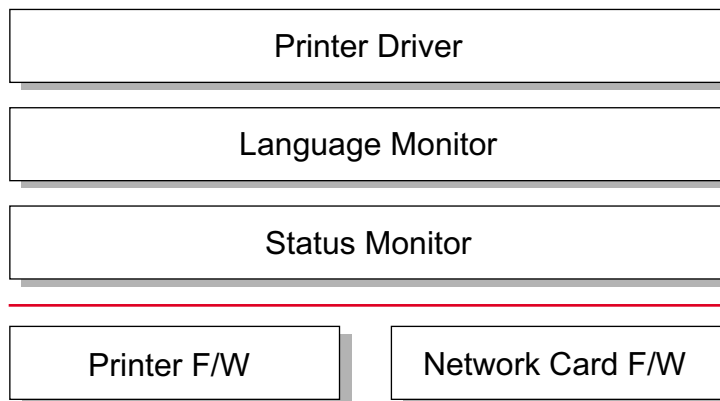 Printer Driver
Language Monitor
Status Monitor
Printer F/W
Network Card F/W